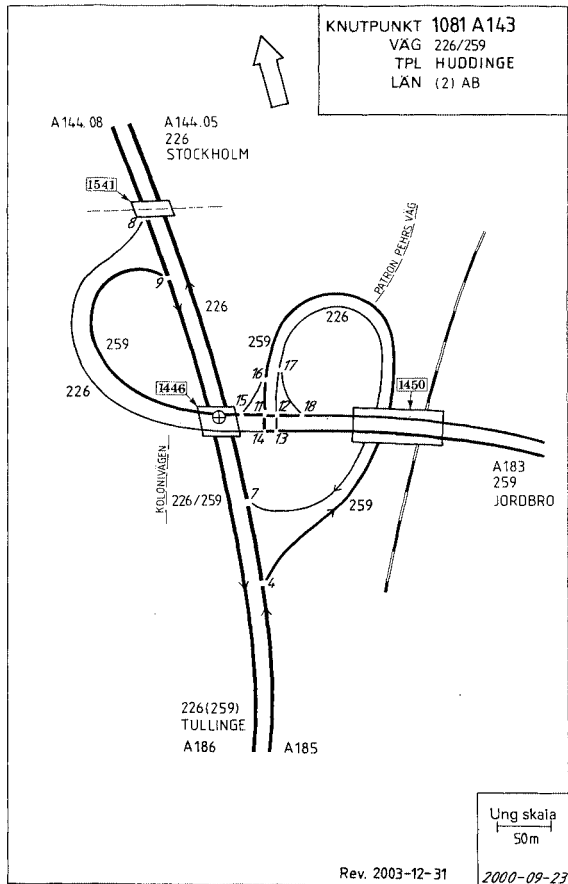 KNUTPUNKT 1081 A143
VÄG 226/259
TPL HUDDINGE
LÄN (2) AB
A144.08
A144.05
226
STOCKHOLM
1541
8
9
226
PATRON PEHRS VÄG
259
226
259
226
16
17
1446
15
11
12
18
1450
14
13
KOLONIVÄGEN
226/259
7
259
A183
259
JORDBRO
4
226(259)
TULLINGE
A186
A185
Ung skala
50m
Rev. 2003-12-31
2000-09-23